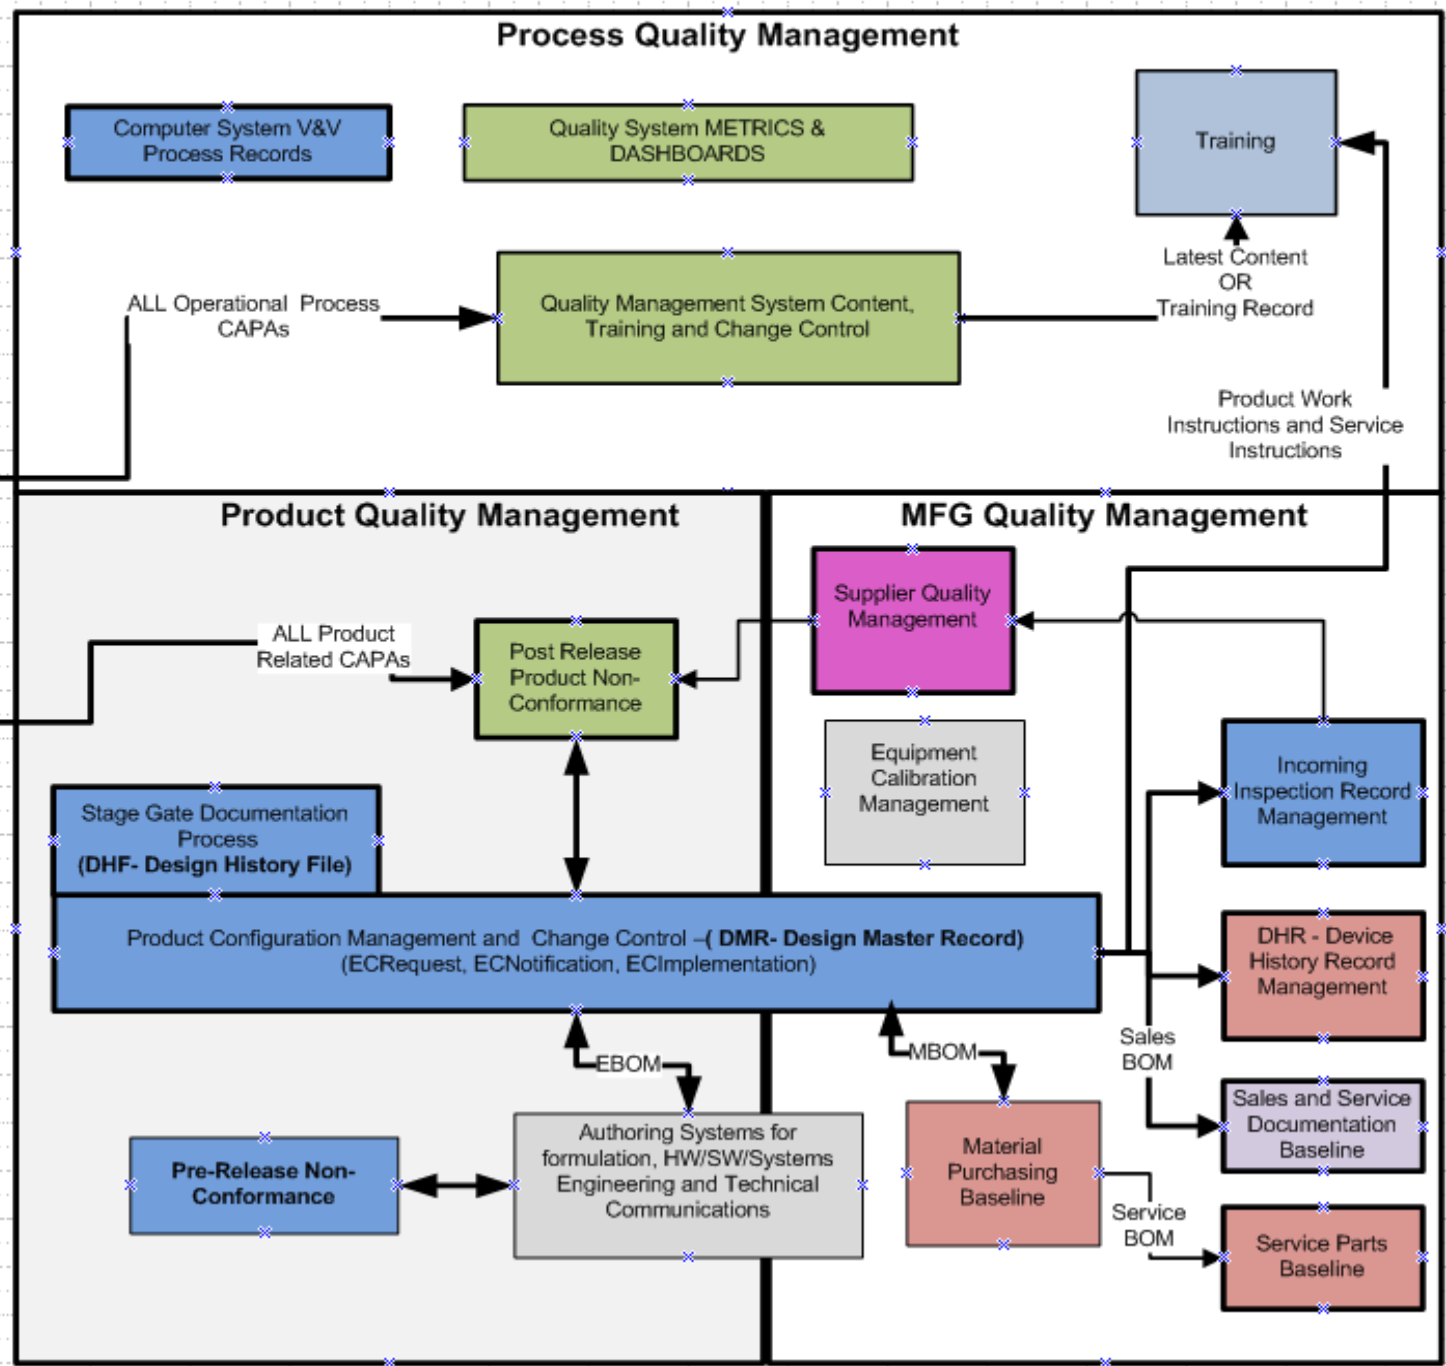 Process Quality Management
Computer System V&V
Process Records
Quality System METRICS &
DASHBOARDS
Training
Latest Content
OR
Training Record
ALL Operational  Process
CAPAs
Quality Management System Content,
Training and Change Control
Product Work
Instructions and Service
Instructions
Product Quality Management
MFG Quality Management
Supplier Quality
Management
ALL Product
Related CAPAs
Post Release
Product Non-
Conformance
Equipment
Calibration
Management
Incoming
Inspection Record
Management
Stage Gate Documentation
Process
(DHF- Design History File)
Product Configuration Management and  Change Control –( DMR- Design Master Record)
(ECRequest, ECNotification, ECImplementation)
DHR - Device
History Record
Management
Sales
BOM
EBOM
MBOM
Sales and Service
Documentation
Baseline
Pre-Release Non-
Conformance
Authoring Systems for
formulation, HW/SW/Systems
Engineering and Technical
Communications
Material
Purchasing
Baseline
Service
BOM
Service Parts
Baseline